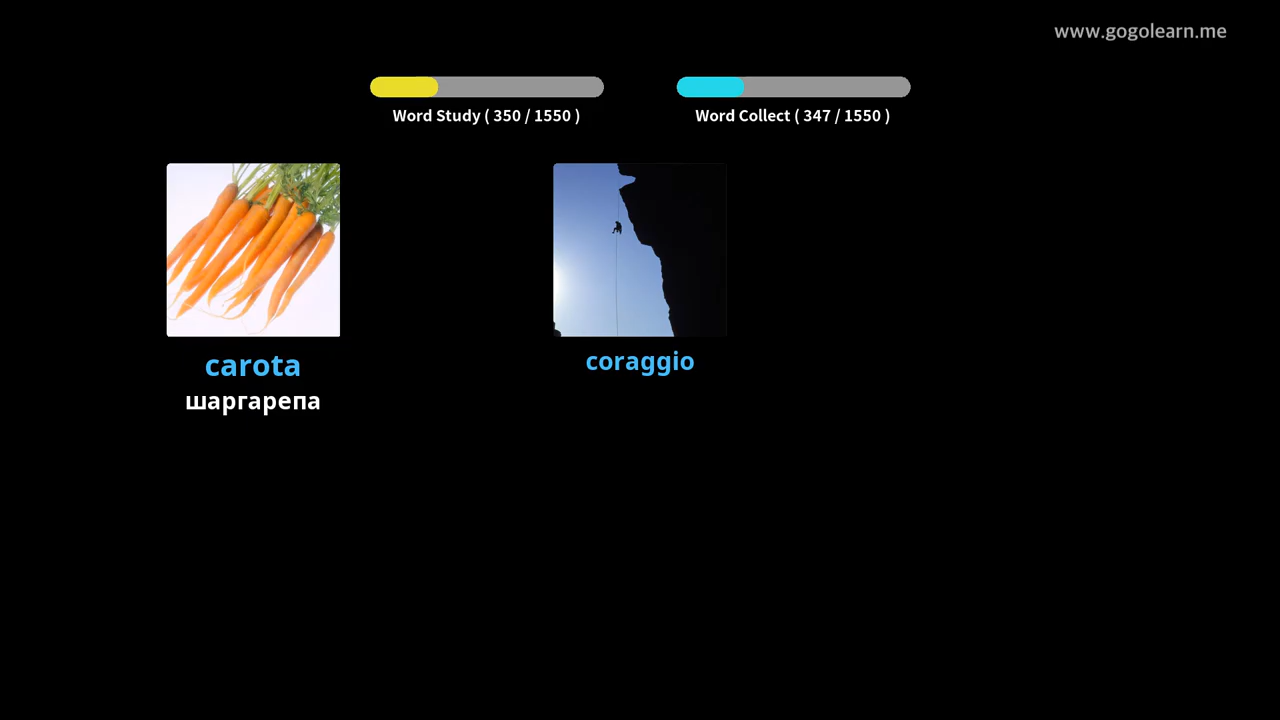 www.gogolearn.me
Word Study ( 350 / 1550 )
Word Collect ( 347 / 1550 )
carota
шаргарепа
coraggio